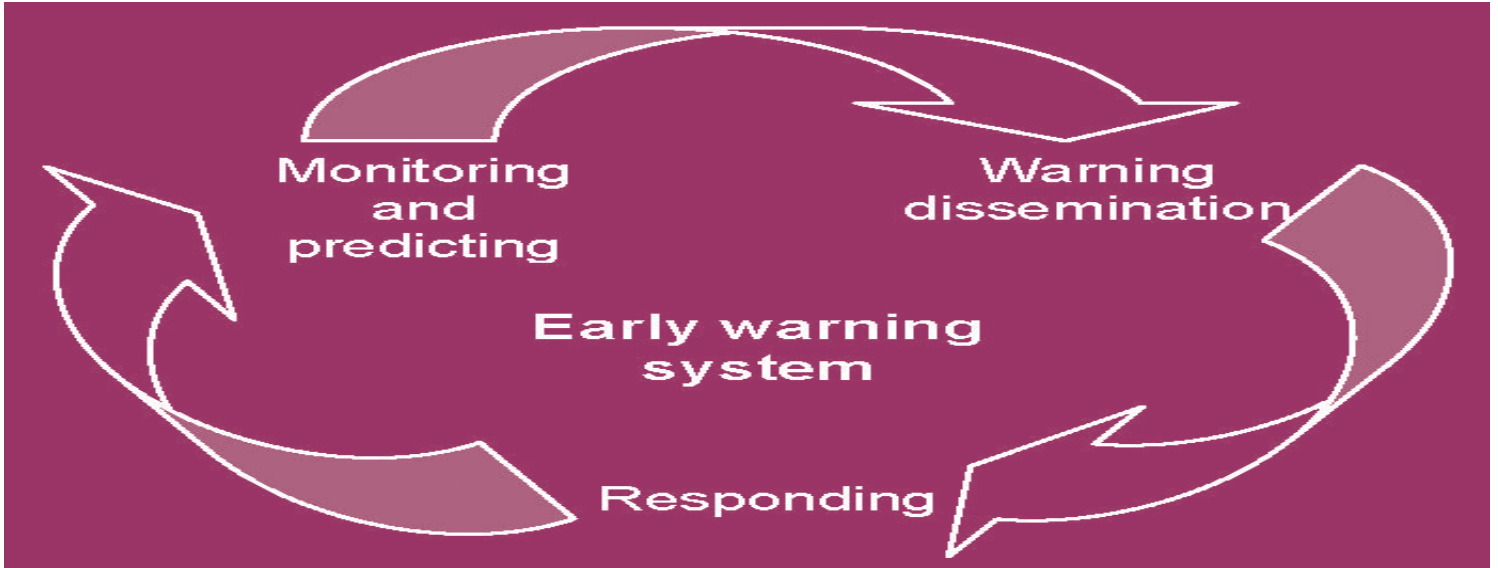 Monitoring
and
predicting
Warning
dissemination
Early warning
system
Responding